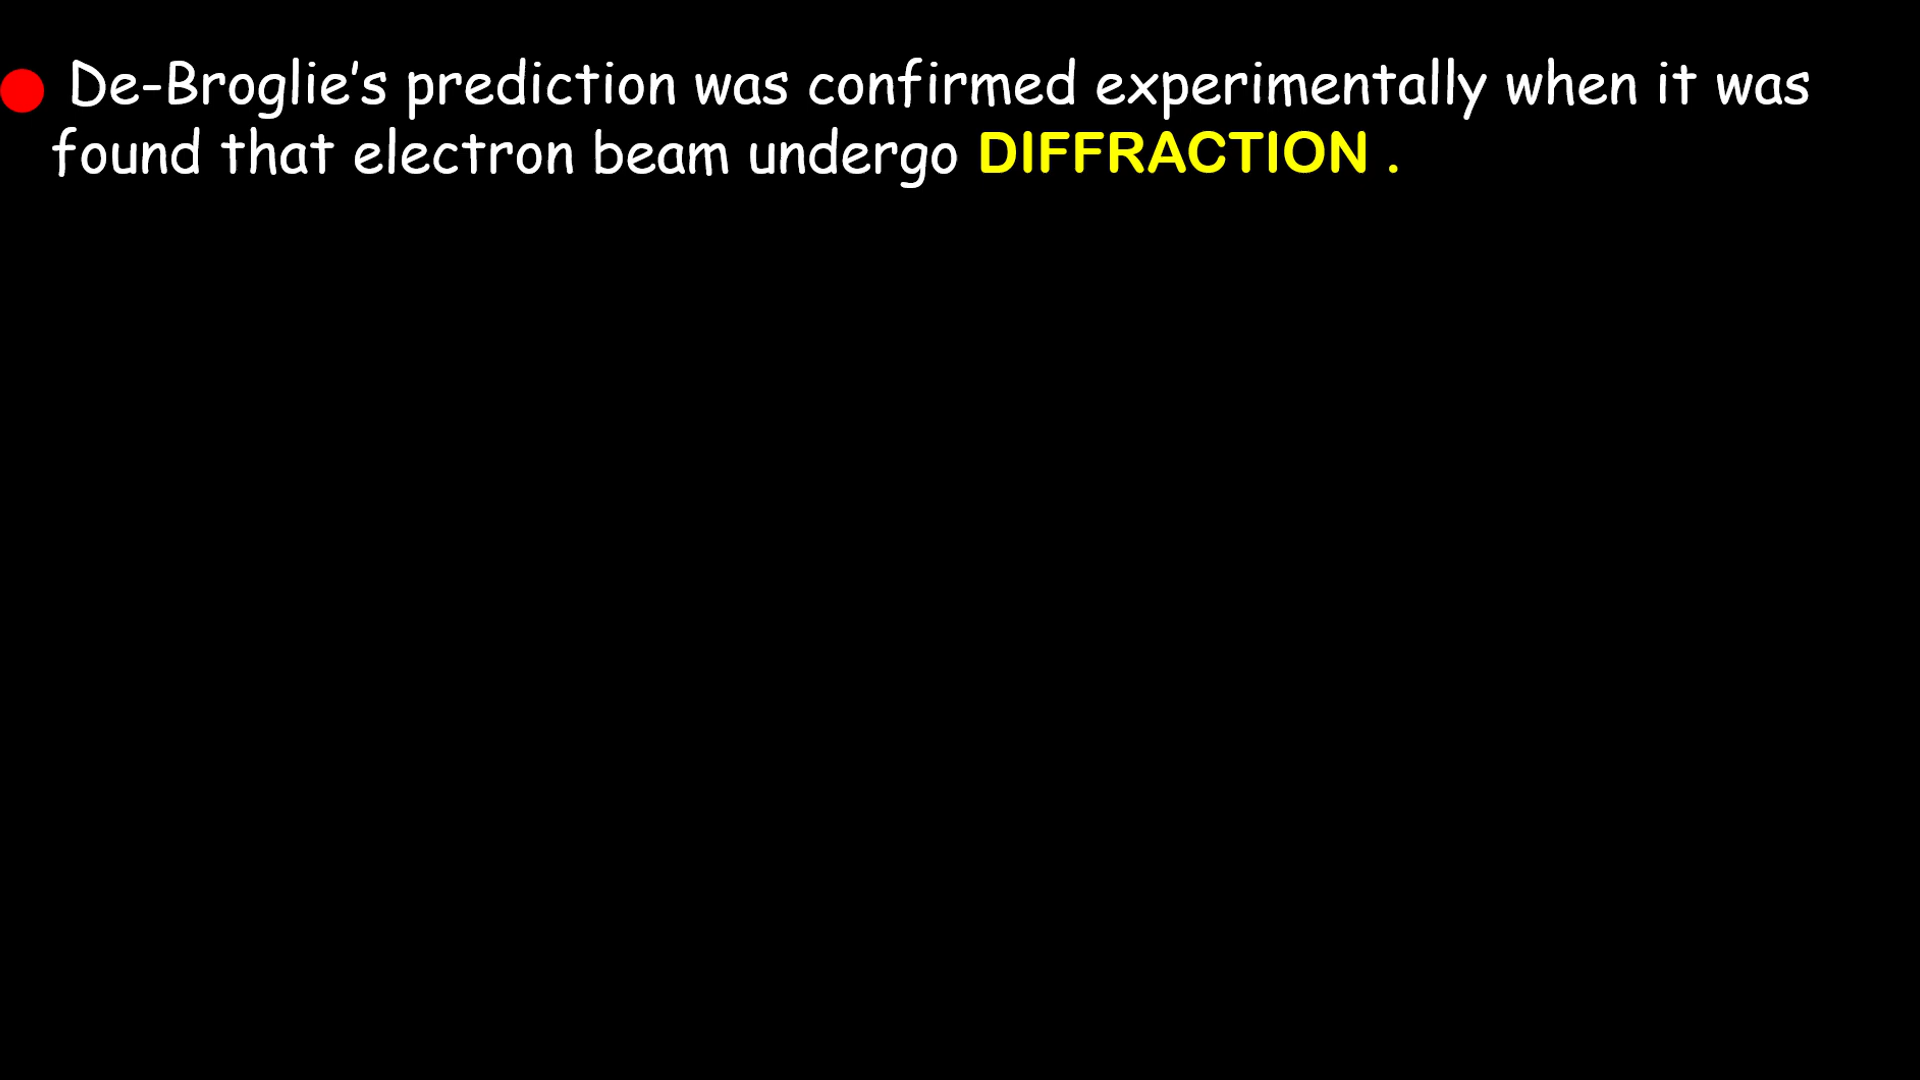 De-Broglie's prediction was confirmed experimentally when it was
found that electron beam undergo DIFFRACTION .